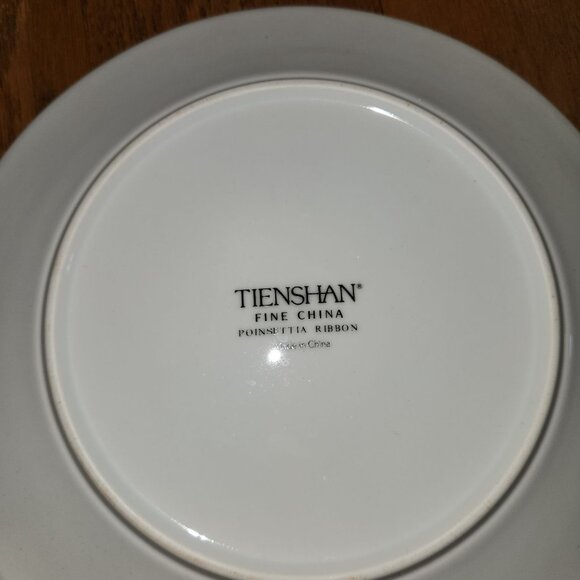 TIENSHAN®
FINE CHINA
POINSETTIA RIBBON
Made in China